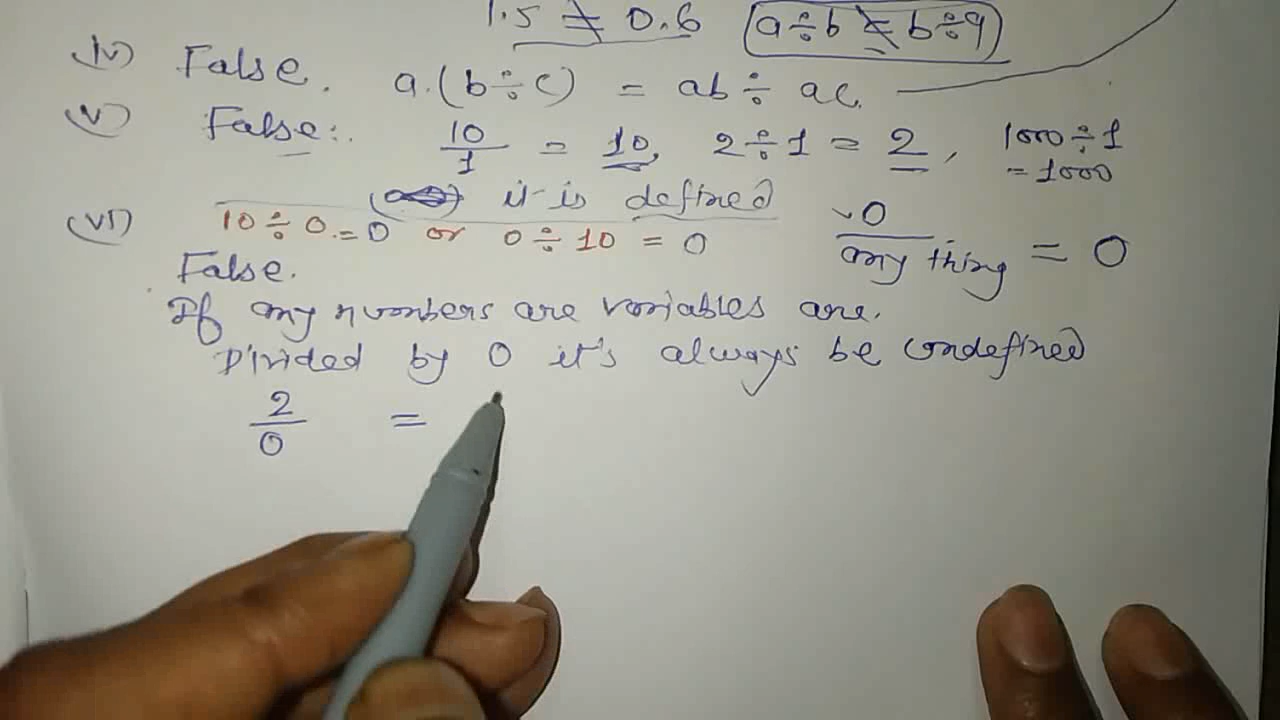 1.5 ≠ 0.6 a÷b ≠ b÷a
iv) False. a.(b÷c) = ab ÷ ac.
v) False:. 10/1 = 10, 2÷1 = 2, 1000÷1 = 1000
it is defined
vi) 10÷0.=0 or 0÷10 = 0 0/any thing = 0
False.
If any numbers are variables are.
Divided by 0 it's always be undefined
2/0 =